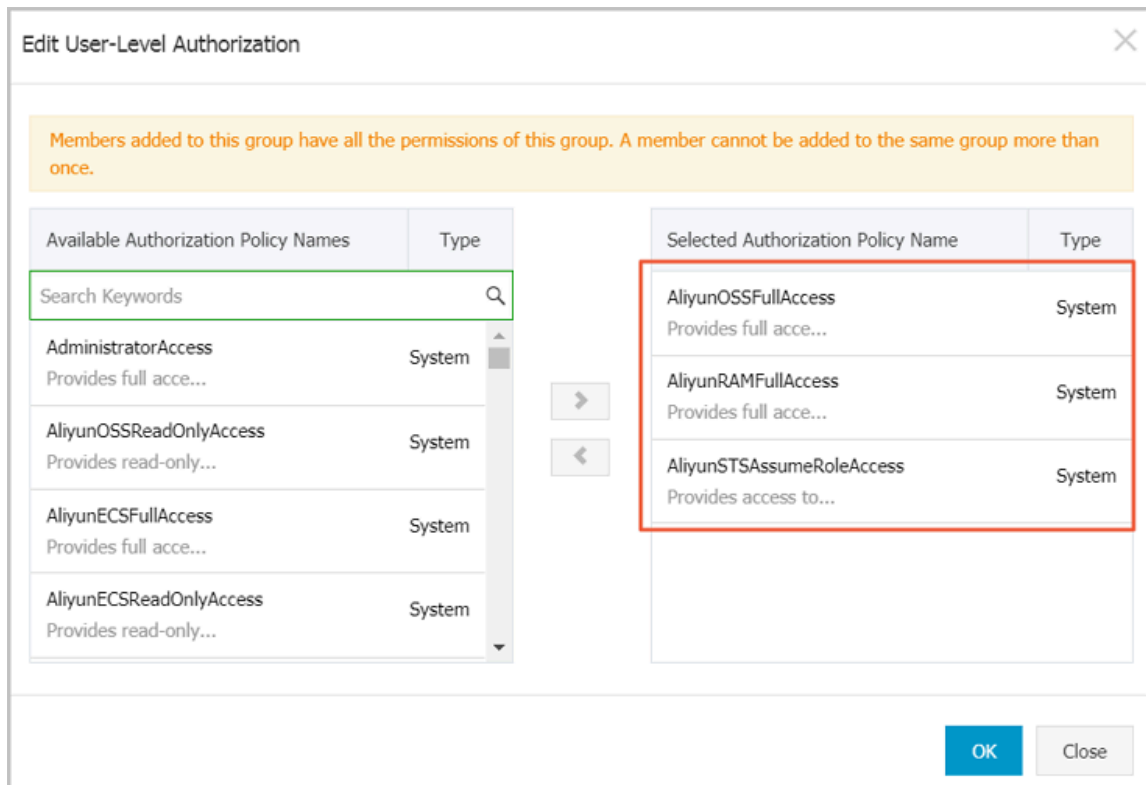 Edit User-Level Authorization
Members added to this group have all the permissions of this group. A member cannot be added to the same group more than
once.
Available Authorization Policy Names Type
Search Keywords
AdministratorAccess System
Provides full acce...
AliyunOSSReadOnlyAccess System
Provides read-only...
AliyunECSFullAccess System
Provides full acce...
AliyunECSReadOnlyAccess System
Provides read-only...
Selected Authorization Policy Name Type
AliyunOSSFullAccess System
Provides full acce...
AliyunRAMFullAccess System
Provides full acce...
AliyunSTSAssumeRoleAccess System
Provides access to...
OK Close